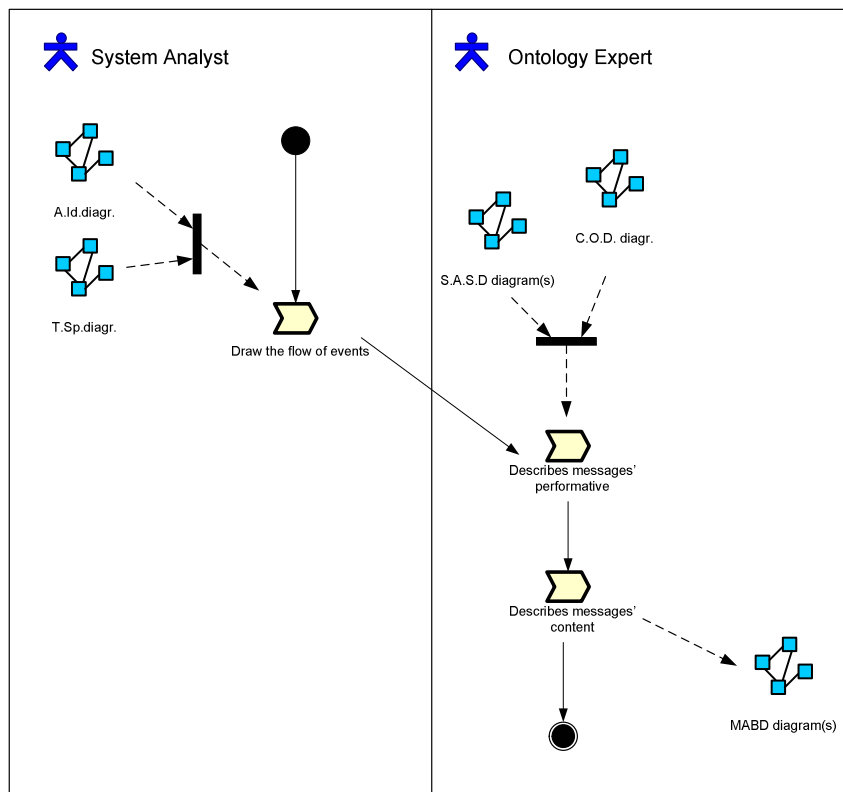 System Analyst
Ontology Expert
A.Id.diagr.
T.Sp.diagr.
Draw the flow of events
C.O.D. diagr.
S.A.S.D diagram(s)
Describes messages'
performative
Describes messages'
content
MABD diagram(s)